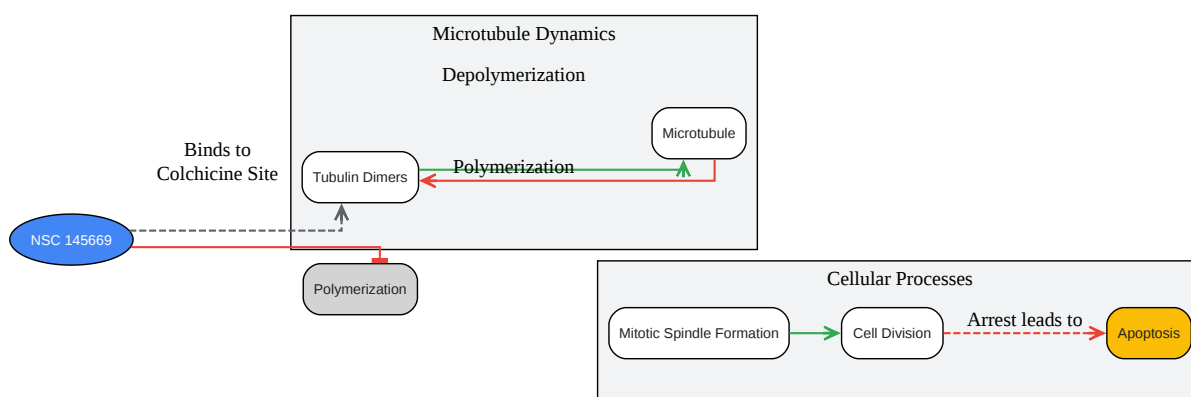 Microtubule Dynamics
Depolymerization
Microtubule
Binds to
Colchicine Site
Tubulin Dimers
Polymerization
NSC 145669
Polymerization
Cellular Processes
Mitotic Spindle Formation
Cell Division
Arrest leads to
Apoptosis